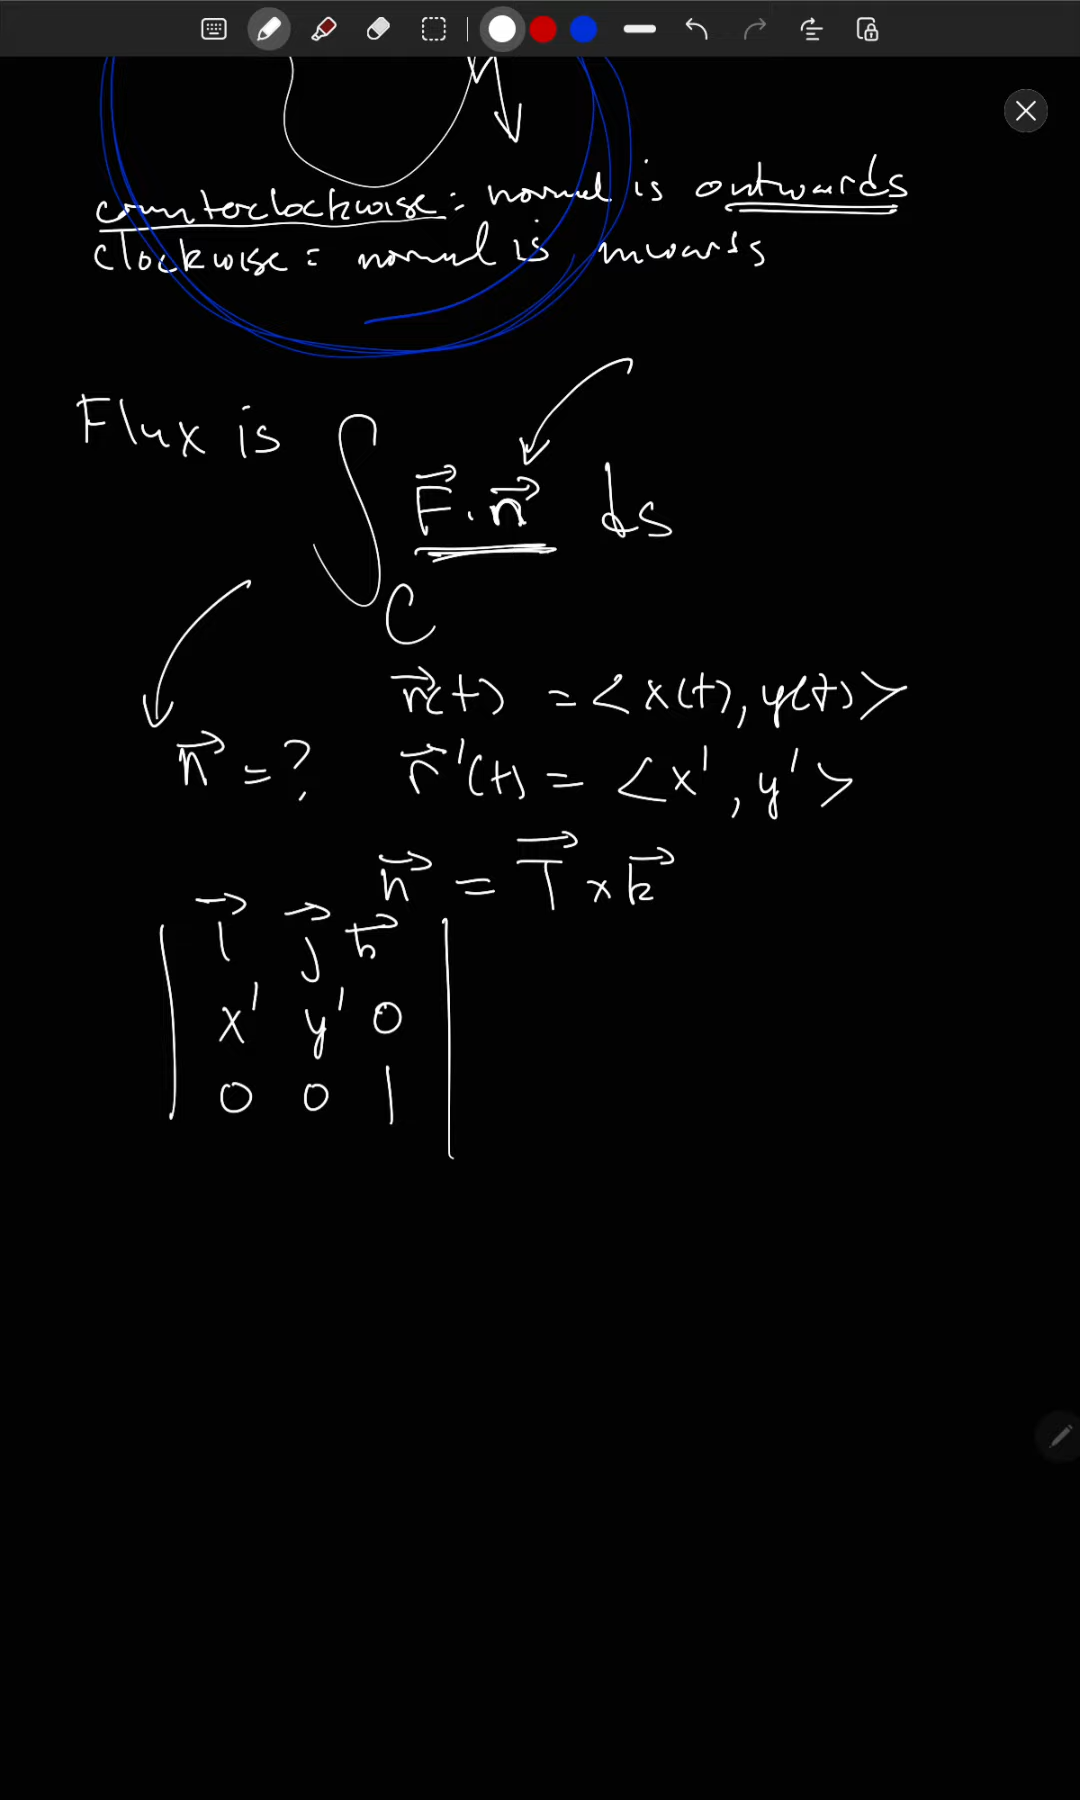 counterclockwise: normal is outwards
clockwise: normal is inwards
Flux is ∫_C F⃗ · n⃗ ds
r⃗(t) = <x(t), y(t)>
n⃗ = ? r⃗'(t) = <x', y'>
n⃗ = T⃗ × k⃗
| i⃗ j⃗ k⃗ |
| x' y' 0 |
| 0 0 1 |